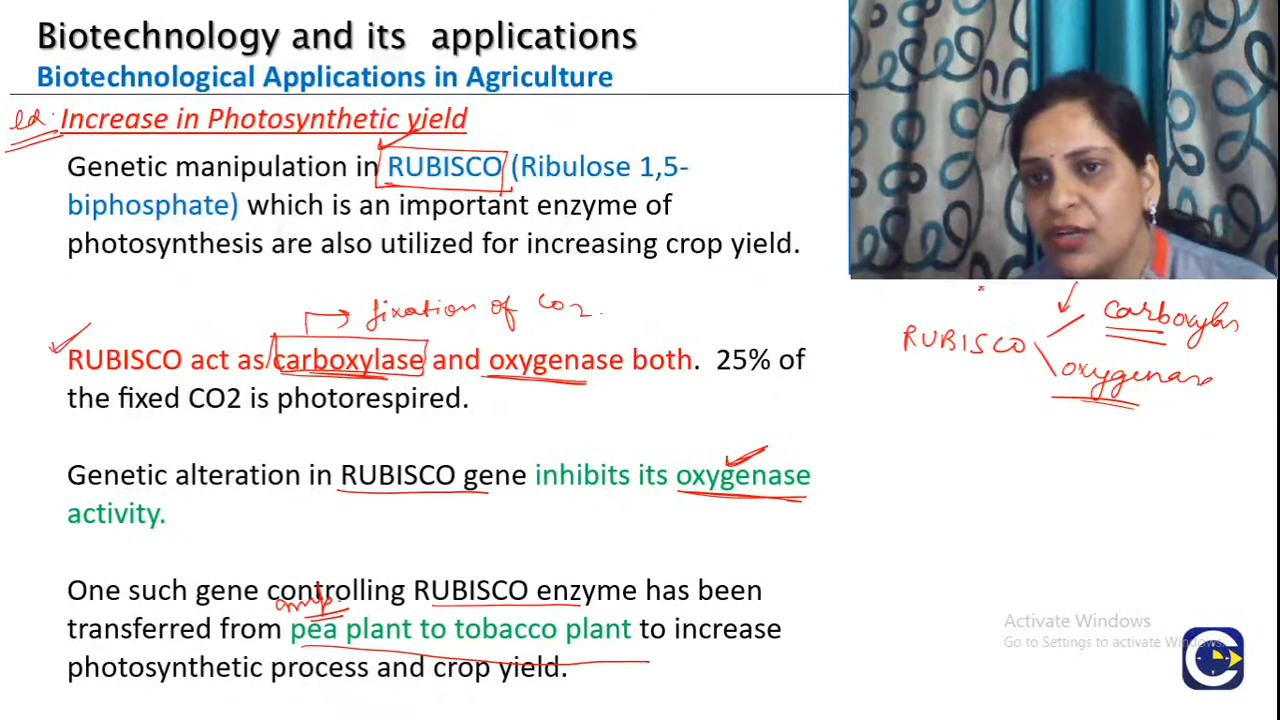 Biotechnology and its applications
Biotechnological Applications in Agriculture
Increase in Photosynthetic yield
Genetic manipulation in RUBISCO (Ribulose 1,5-
biphosphate) which is an important enzyme of
photosynthesis are also utilized for increasing crop yield.
fixation of CO2.
RUBISCO act as carboxylase and oxygenase both. 25% of
the fixed CO2 is photorespired.
RUBISCO
carboxylas
oxygenase
Genetic alteration in RUBISCO gene inhibits its oxygenase
activity.
One such gene controlling RUBISCO enzyme has been
imp.
transferred from pea plant to tobacco plant to increase
photosynthetic process and crop yield.
Activate Windows
Go to Settings to activate Windows.